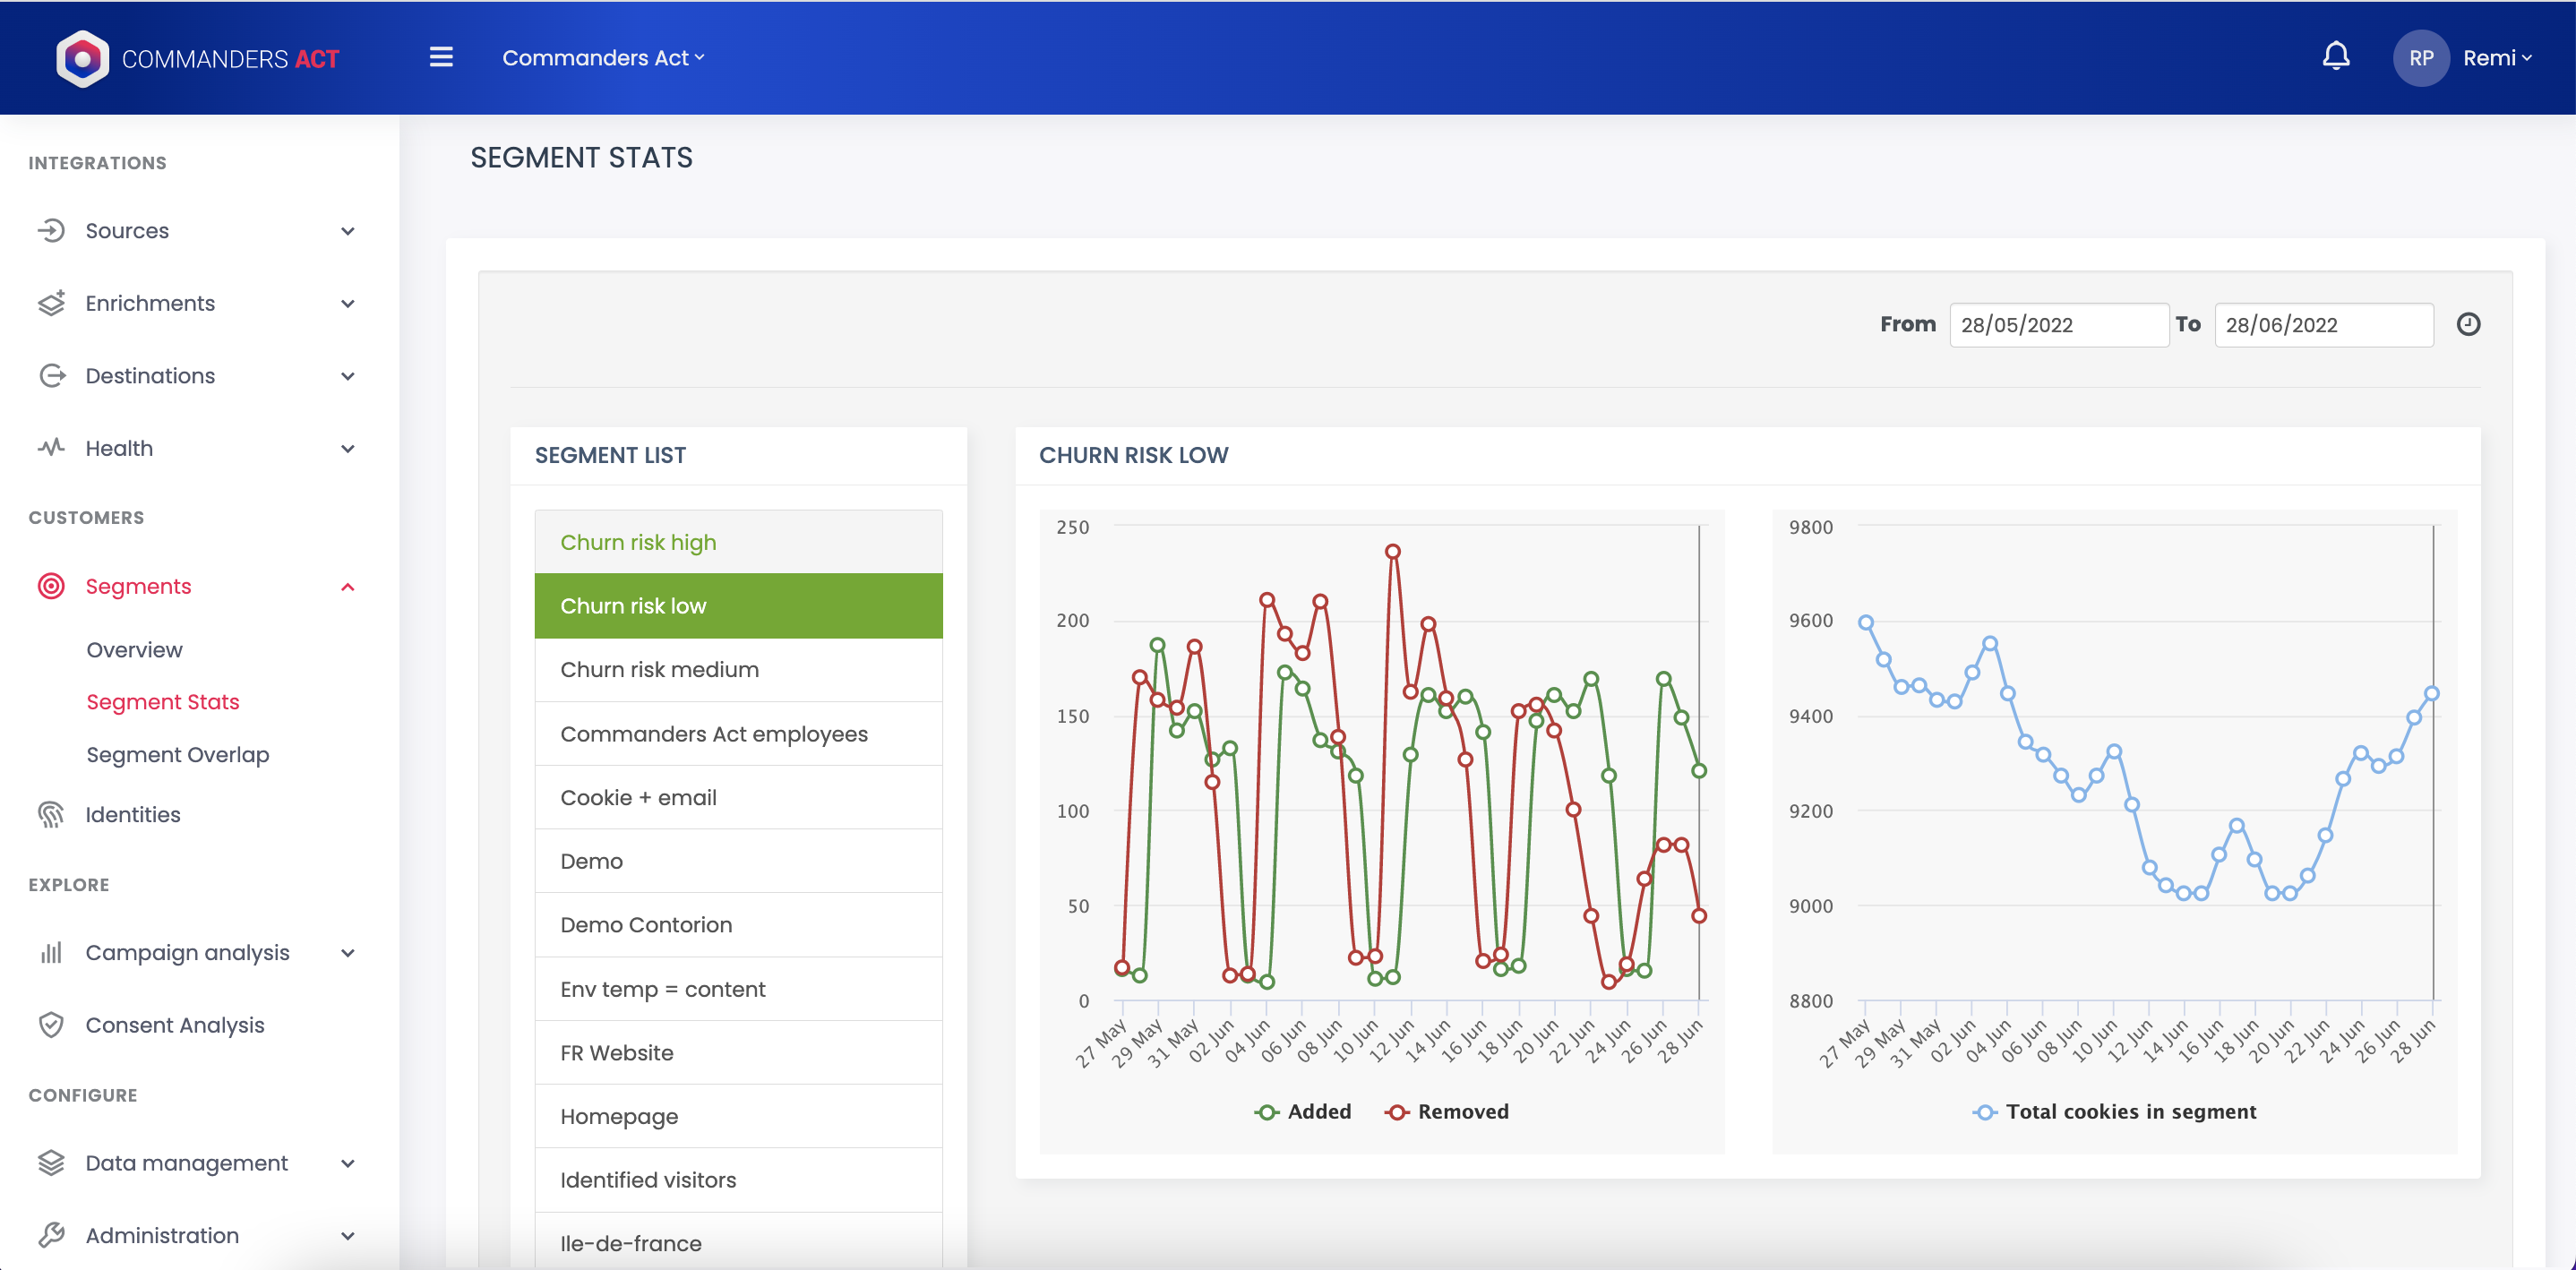 COMMANDERS ACT
Commanders Act
RP
Remi
INTEGRATIONS
Sources
Enrichments
Destinations
Health
CUSTOMERS
Segments
Overview
Segment Stats
Segment Overlap
Identities
EXPLORE
Campaign analysis
Consent Analysis
CONFIGURE
Data management
Administration
SEGMENT STATS
From 28/05/2022 To 28/06/2022
SEGMENT LIST
Churn risk high
Churn risk low
Churn risk medium
Commanders Act employees
Cookie + email
Demo
Demo Contorion
Env temp = content
FR Website
Homepage
Identified visitors
Ile-de-france
CHURN RISK LOW
250
200
150
100
50
0
27 May
29 May
31 May
02 Jun
04 Jun
06 Jun
08 Jun
10 Jun
12 Jun
14 Jun
16 Jun
18 Jun
20 Jun
22 Jun
24 Jun
26 Jun
28 Jun
Added Removed
9800
9600
9400
9200
9000
8800
27 May
29 May
31 May
02 Jun
04 Jun
06 Jun
08 Jun
10 Jun
12 Jun
14 Jun
16 Jun
18 Jun
20 Jun
22 Jun
24 Jun
26 Jun
28 Jun
Total cookies in segment